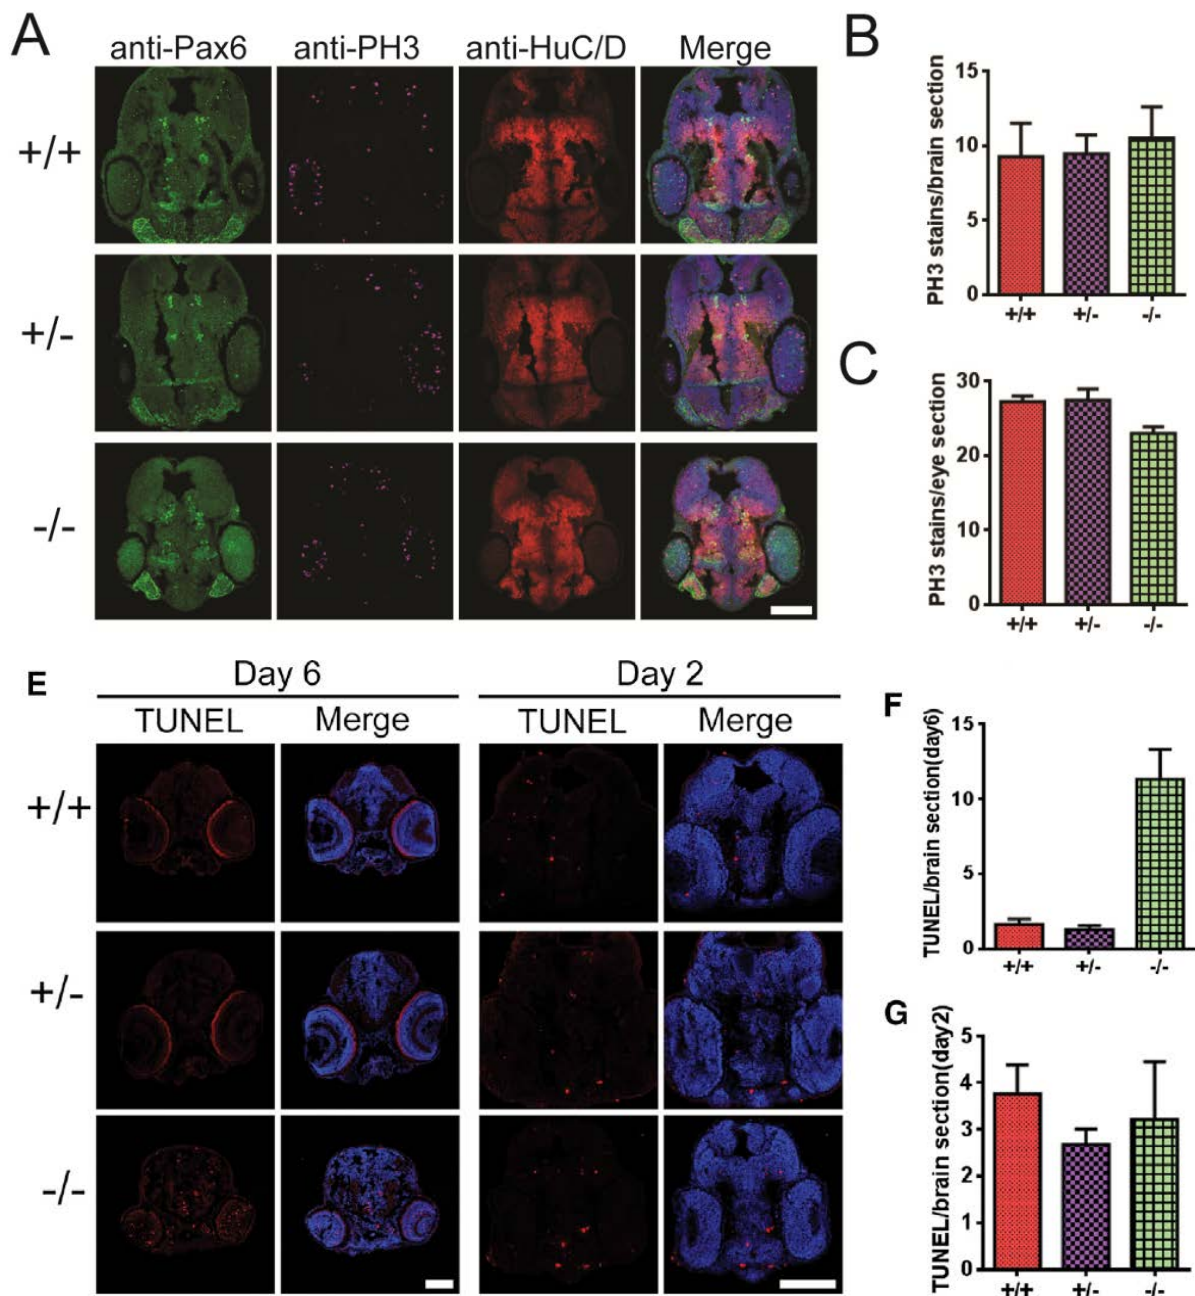 A
anti-Pax6 anti-PH3 anti-HuC/D Merge
+/+
+/-
-/-
B
PH3 stains/brain section
15
10
5
0
+/+ +/- -/-
C
PH3 stains/eye section
30
20
10
0
+/+ +/- -/-
E
Day 6 Day 2
TUNEL Merge TUNEL Merge
+/+
+/-
-/-
F
TUNEL/brain section(day6)
15
10
5
0
+/+ +/- -/-
G
TUNEL/brain section(day2)
5
4
3
2
1
0
+/+ +/- -/-